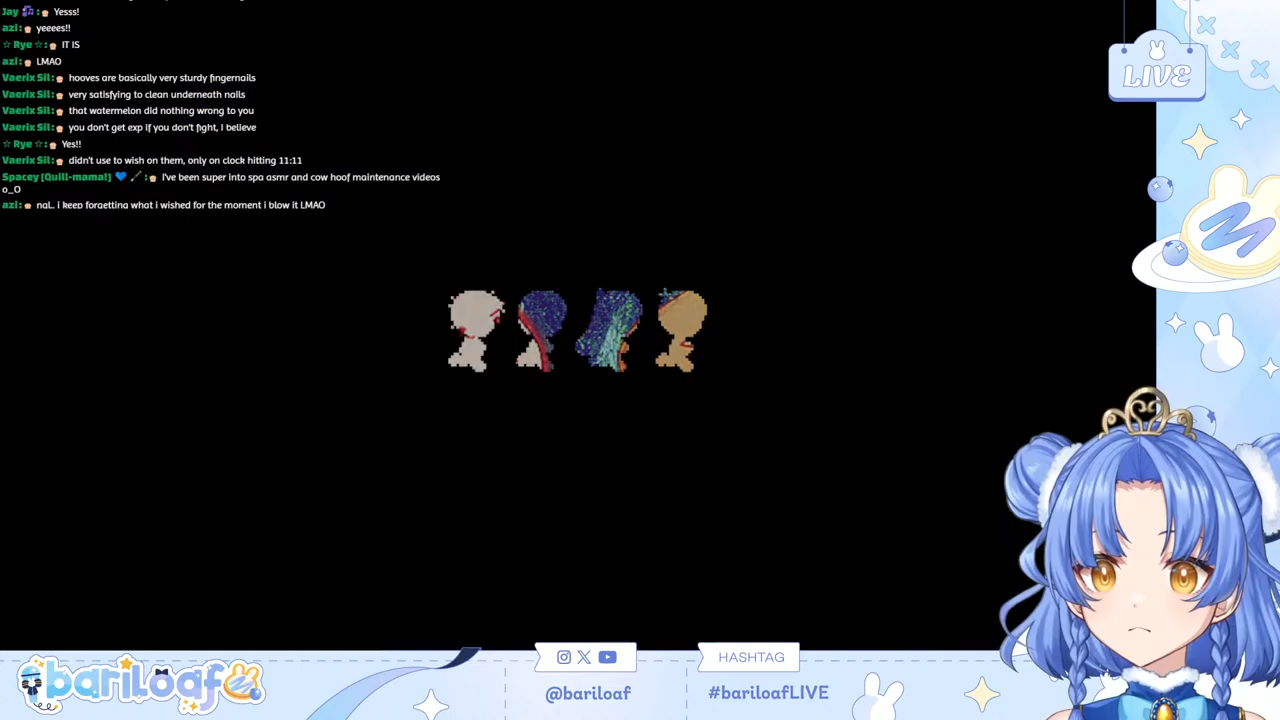 Jay: Yesss!
azi: yeeees!!
☆ Rye ☆: IT IS
azi: LMAO
Vaerix Sil: hooves are basically very sturdy fingernails
Vaerix Sil: very satisfying to clean underneath nails
Vaerix Sil: that watermelon did nothing wrong to you
Vaerix Sil: you don't get exp if you don't fight, I believe
☆ Rye ☆: Yes!!
Vaerix Sil: didn't use to wish on them, only on clock hitting 11:11
Spacey [Quill-mama!] 💙 🖌️: I've been super into spa asmr and cow hoof maintenance videos
o_O
azi: ngl.. i keep forgetting what i wished for the moment i blow it LMAO
LIVE
bariloaf
@bariloaf
HASHTAG
#bariloafLIVE